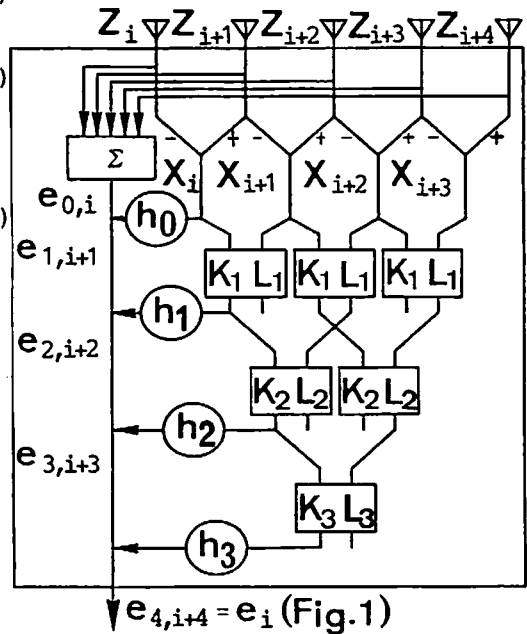 Z_i Z_{i+1} Z_{i+2} Z_{i+3} Z_{i+4}
)
Σ
- + - + - + - +
X_i X_{i+1} X_{i+2} X_{i+3}
e_{0,i}
)
h_0
e_{1,i+1}
K_1 L_1 K_1 L_1 K_1 L_1
h_1
e_{2,i+2}
K_2 L_2 K_2 L_2
h_2
e_{3,i+3}
K_3 L_3
h_3
e_{4,i+4} = e_i (Fig.1)